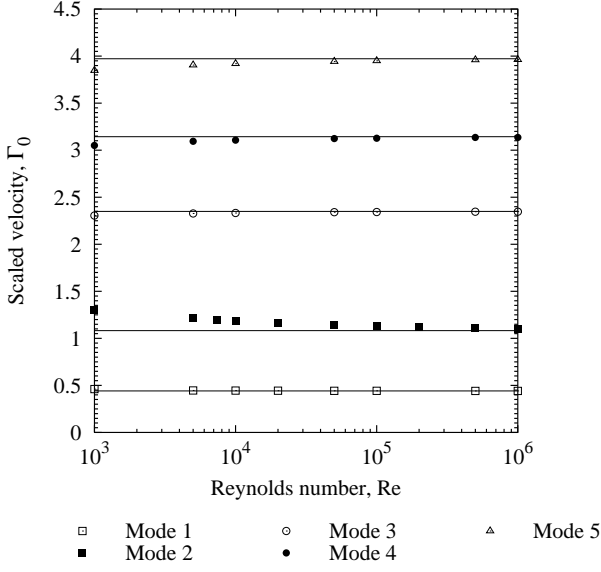 4.5
4
3.5
3
2.5
2
1.5
1
0.5
0
Scaled velocity, Γ0
10^3 10^4 10^5 10^6
Reynolds number, Re
Mode 1 Mode 3 Mode 5
Mode 2 Mode 4